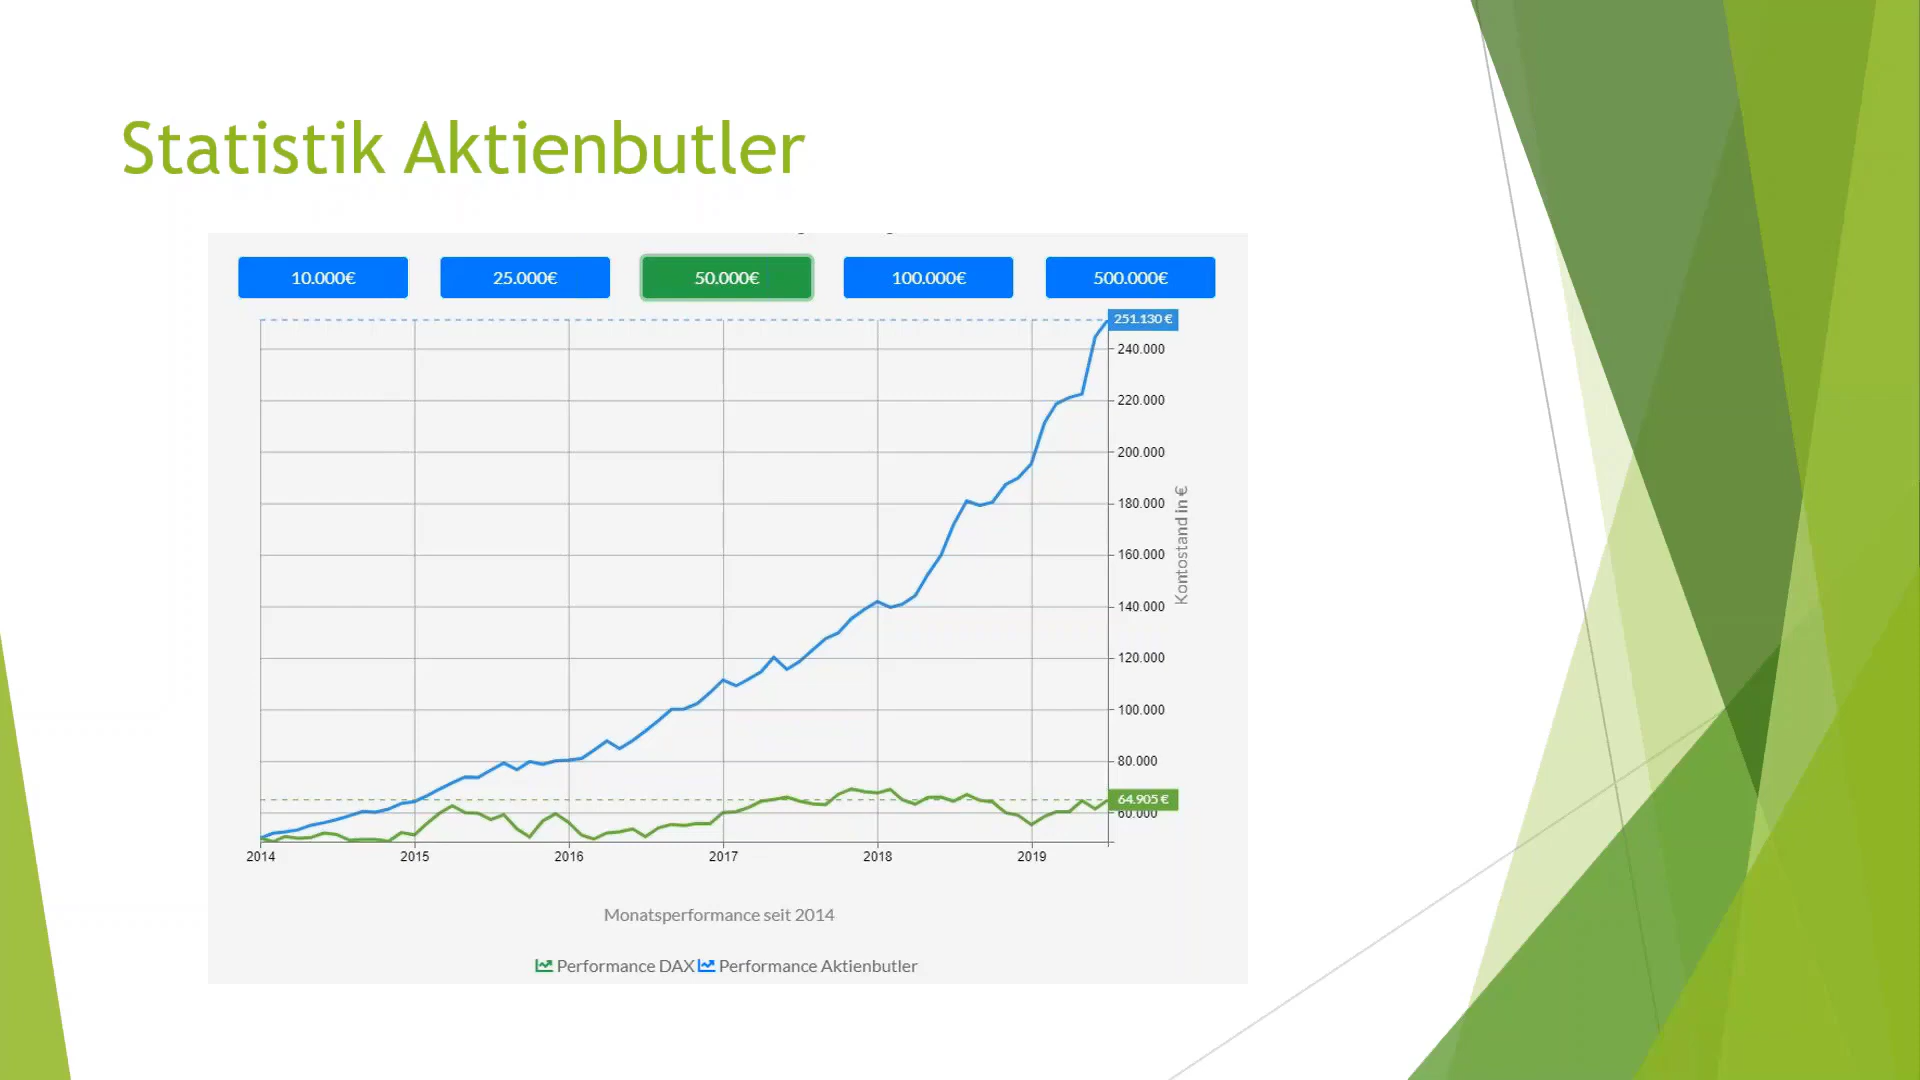 Statistik Aktienbutler
10.000€ 25.000€ 50.000€ 100.000€ 500.000€
251.130 €
240.000
220.000
200.000
180.000
160.000
140.000
120.000
100.000
80.000
64.905 €
60.000
Kontostand in €
2014 2015 2016 2017 2018 2019
Monatsperformance seit 2014
Performance DAX Performance Aktienbutler